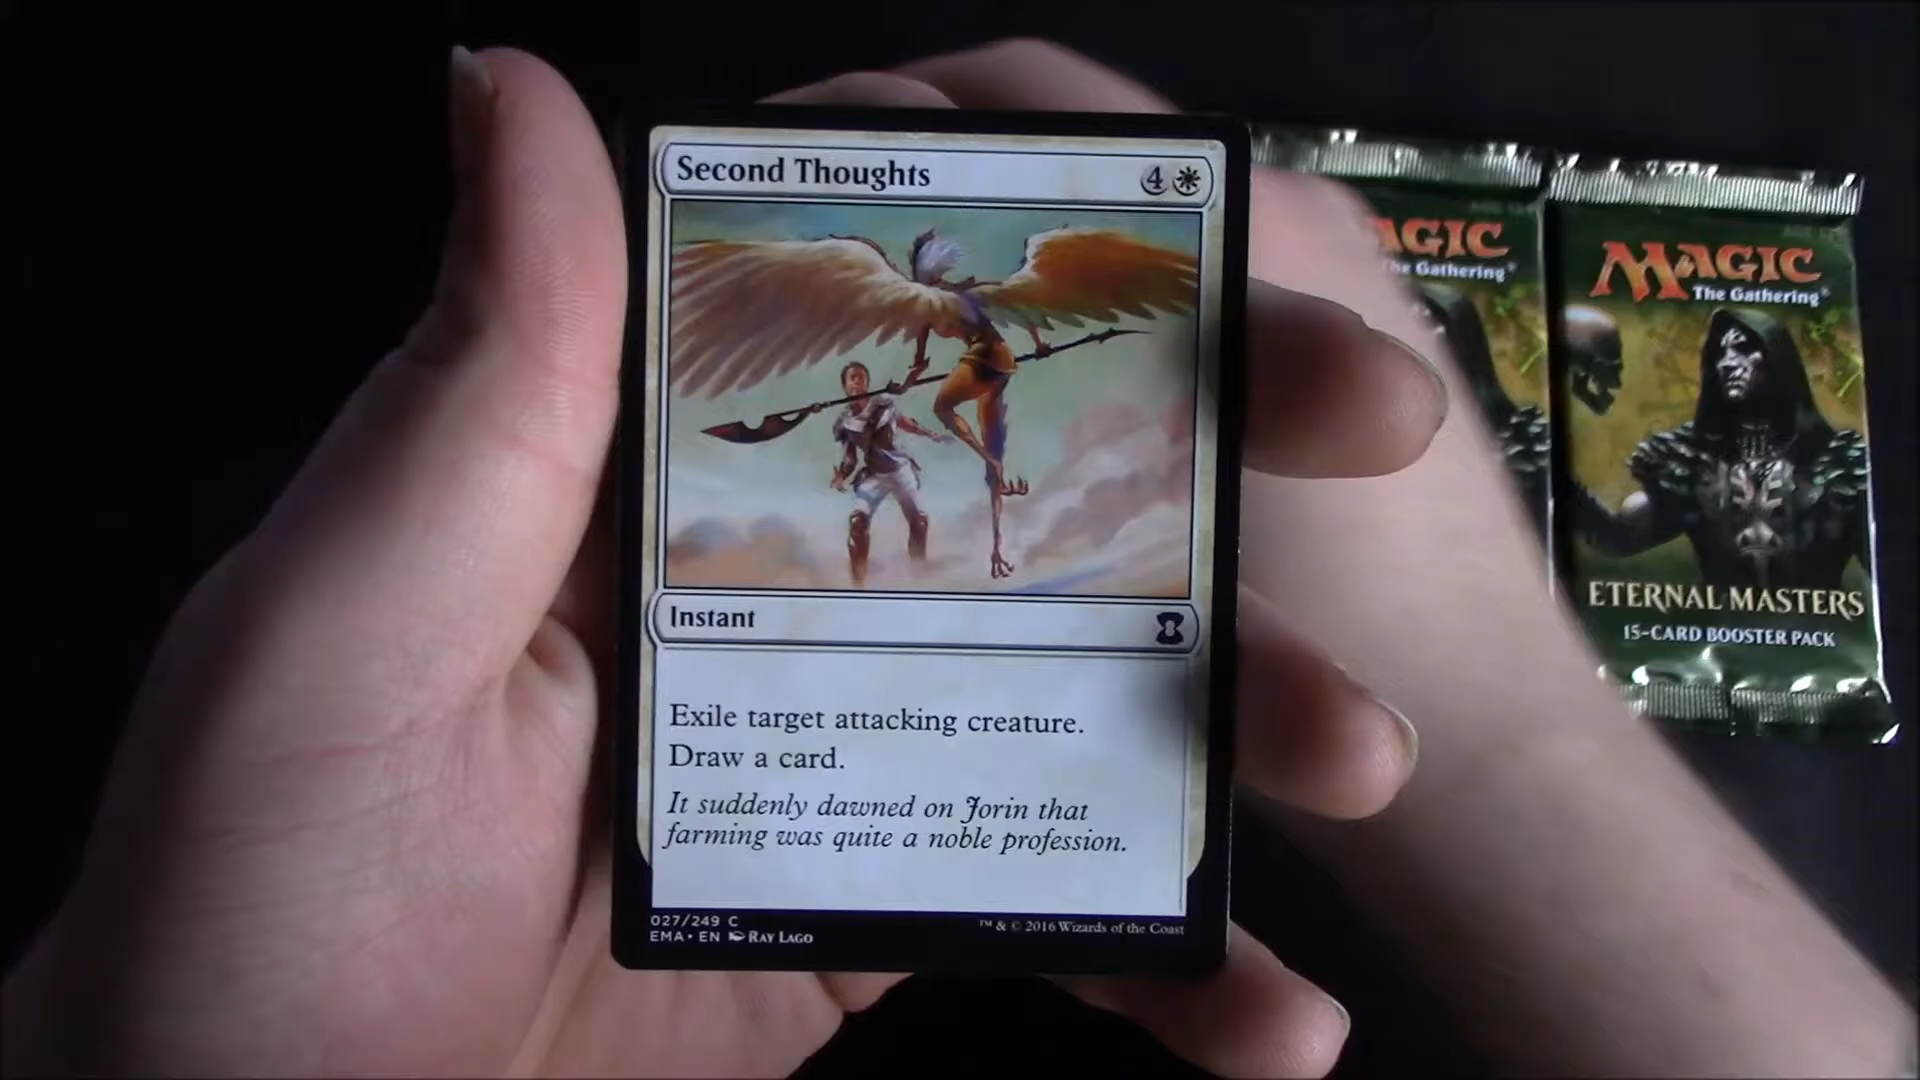 Second Thoughts 4
Instant
Exile target attacking creature.
Draw a card.
It suddenly dawned on Jorin that
farming was quite a noble profession.
027/249 C
EMA • EN RAY LAGO
™ & © 2016 Wizards of the Coast
AGIC
The Gathering®
MAGIC
The Gathering®
ETERNAL MASTERS
15-CARD BOOSTER PACK